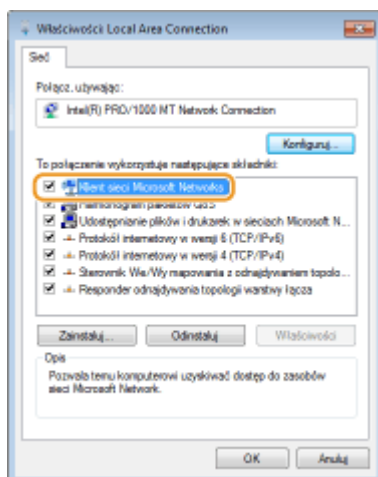 Właściwości: Local Area Connection
Sieć
Połącz, używając:
Intel(R) PRO/1000 MT Network Connection
Konfiguruj...
To połączenie wykorzystuje następujące składniki:
Klient sieci Microsoft Networks
Harmonogram pakietów QoS
Udostępnianie plików i drukarek w sieciach Microsoft N...
Protokół internetowy w wersji 6 (TCP/IPv6)
Protokół internetowy w wersji 4 (TCP/IPv4)
Sterownik We/Wy mapowania z odnajdywaniem topolo...
Responder odnajdywania topologii warstwy łącza
Zainstaluj...
Odinstaluj
Właściwości
Opis
Pozwala temu komputerowi uzyskiwać dostęp do zasobów
sieci Microsoft Network.
OK
Anuluj